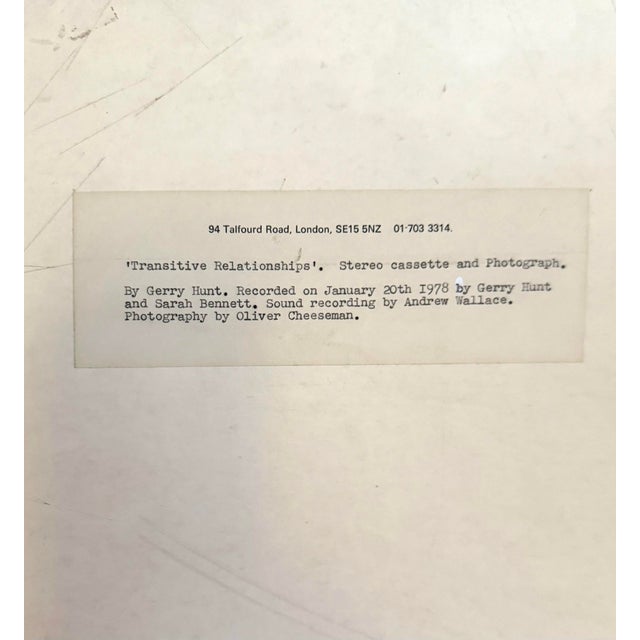 94 Talfourd Road, London, SE15 5NZ 01·703 3314.
'Transitive Relationships'. Stereo cassette and Photograph.
By Gerry Hunt. Recorded on January 20th I978 by Gerry Hunt
and Sarah Bennett. Sound recording by Andrew Wallace.
Photography by Oliver Cheeseman.